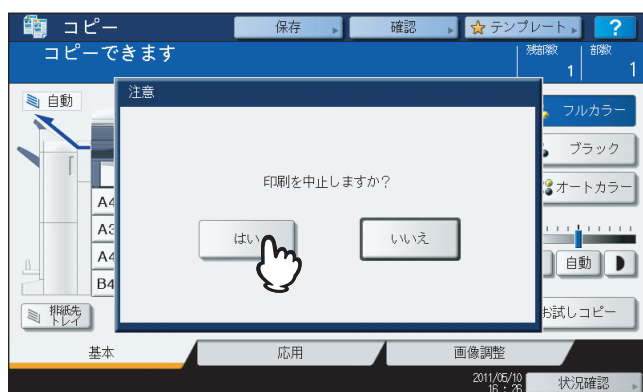 コピー
保存
確認
テンプレート
?
コピーできます
残部数
1
部数
1
自動
注意
印刷を中止しますか?
はい
いいえ
フルカラー
ブラック
オートカラー
A4
A3
A4
B4
自動
排紙先
トレイ
お試しコピー
基本
応用
画像調整
2011/05/10
16:26
状況確認